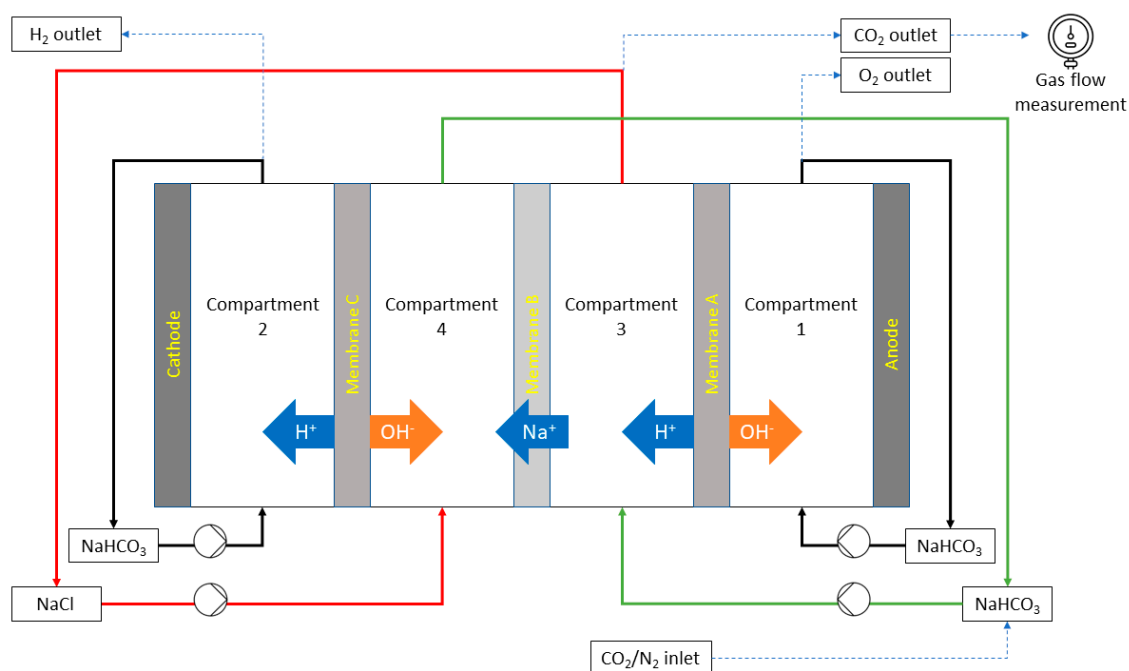 H₂ outlet
CO₂ outlet
O₂ outlet
Gas flow
measurement
Cathode
Compartment
2
Membrane C
Compartment
4
Membrane B
Compartment
3
Membrane A
Compartment
1
Anode
H⁺
OH⁻
Na⁺
H⁺
OH⁻
NaHCO₃
NaHCO₃
NaCl
NaHCO₃
CO₂/N₂ inlet